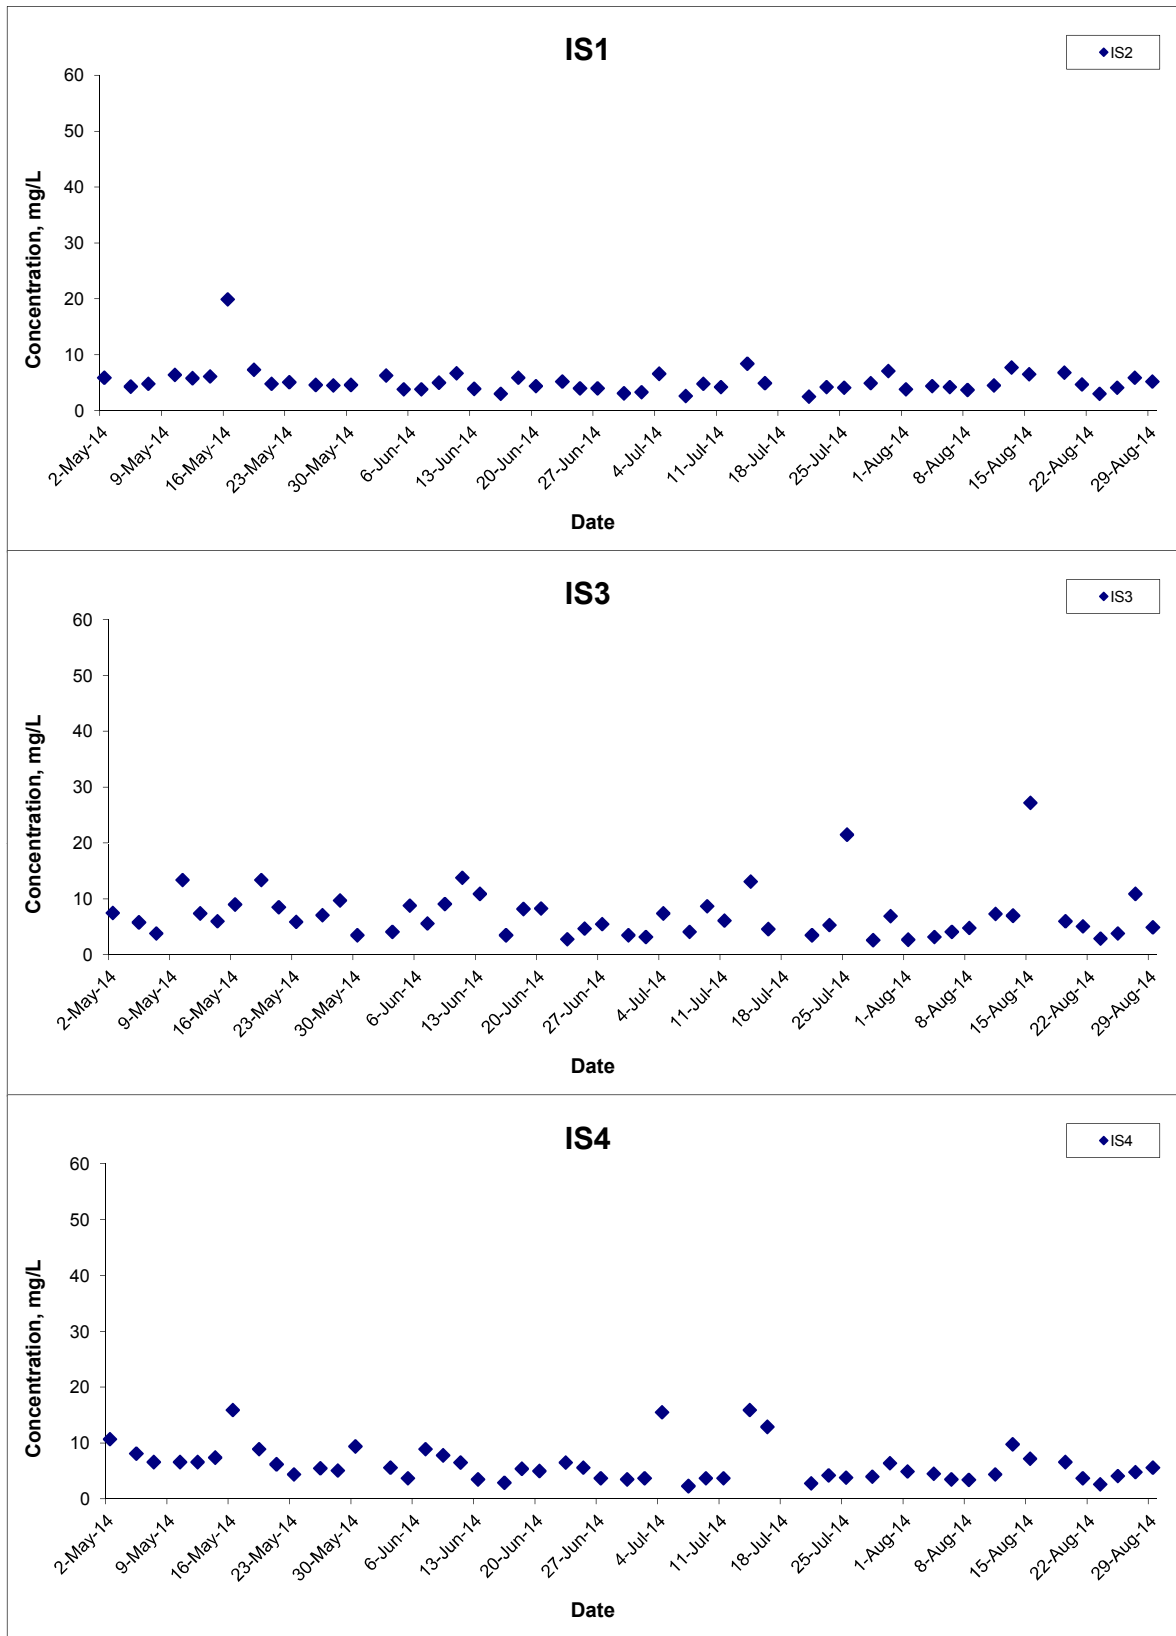 IS1
IS2
Concentration, mg/L
60
50
40
30
20
10
0
2-May-14
9-May-14
16-May-14
23-May-14
30-May-14
6-Jun-14
13-Jun-14
20-Jun-14
27-Jun-14
4-Jul-14
11-Jul-14
18-Jul-14
25-Jul-14
1-Aug-14
8-Aug-14
15-Aug-14
22-Aug-14
29-Aug-14
Date
IS3
IS3
Concentration, mg/L
60
50
40
30
20
10
0
2-May-14
9-May-14
16-May-14
23-May-14
30-May-14
6-Jun-14
13-Jun-14
20-Jun-14
27-Jun-14
4-Jul-14
11-Jul-14
18-Jul-14
25-Jul-14
1-Aug-14
8-Aug-14
15-Aug-14
22-Aug-14
29-Aug-14
Date
IS4
IS4
Concentration, mg/L
60
50
40
30
20
10
0
2-May-14
9-May-14
16-May-14
23-May-14
30-May-14
6-Jun-14
13-Jun-14
20-Jun-14
27-Jun-14
4-Jul-14
11-Jul-14
18-Jul-14
25-Jul-14
1-Aug-14
8-Aug-14
15-Aug-14
22-Aug-14
29-Aug-14
Date